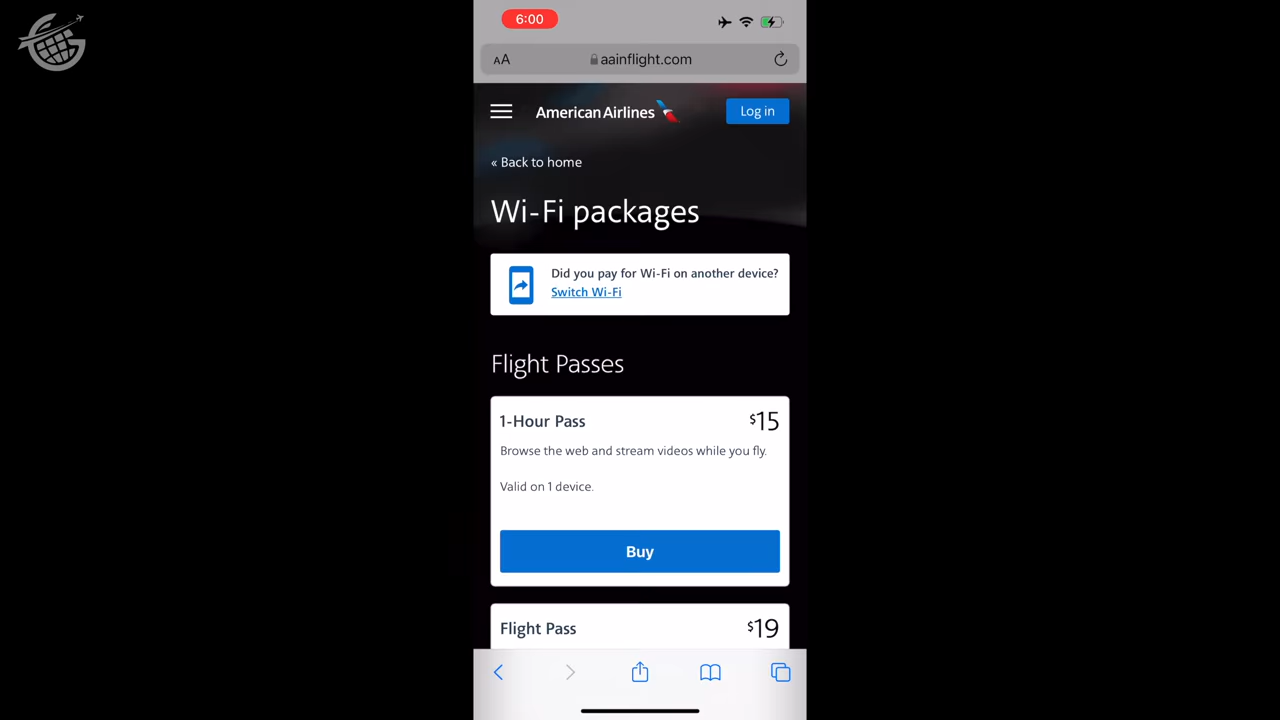 6:00
AA
aainflight.com
American Airlines
Log in
« Back to home
Wi-Fi packages
Did you pay for Wi-Fi on another device?
Switch Wi-Fi
Flight Passes
1-Hour Pass
$15
Browse the web and stream videos while you fly.
Valid on 1 device.
Buy
Flight Pass
$19